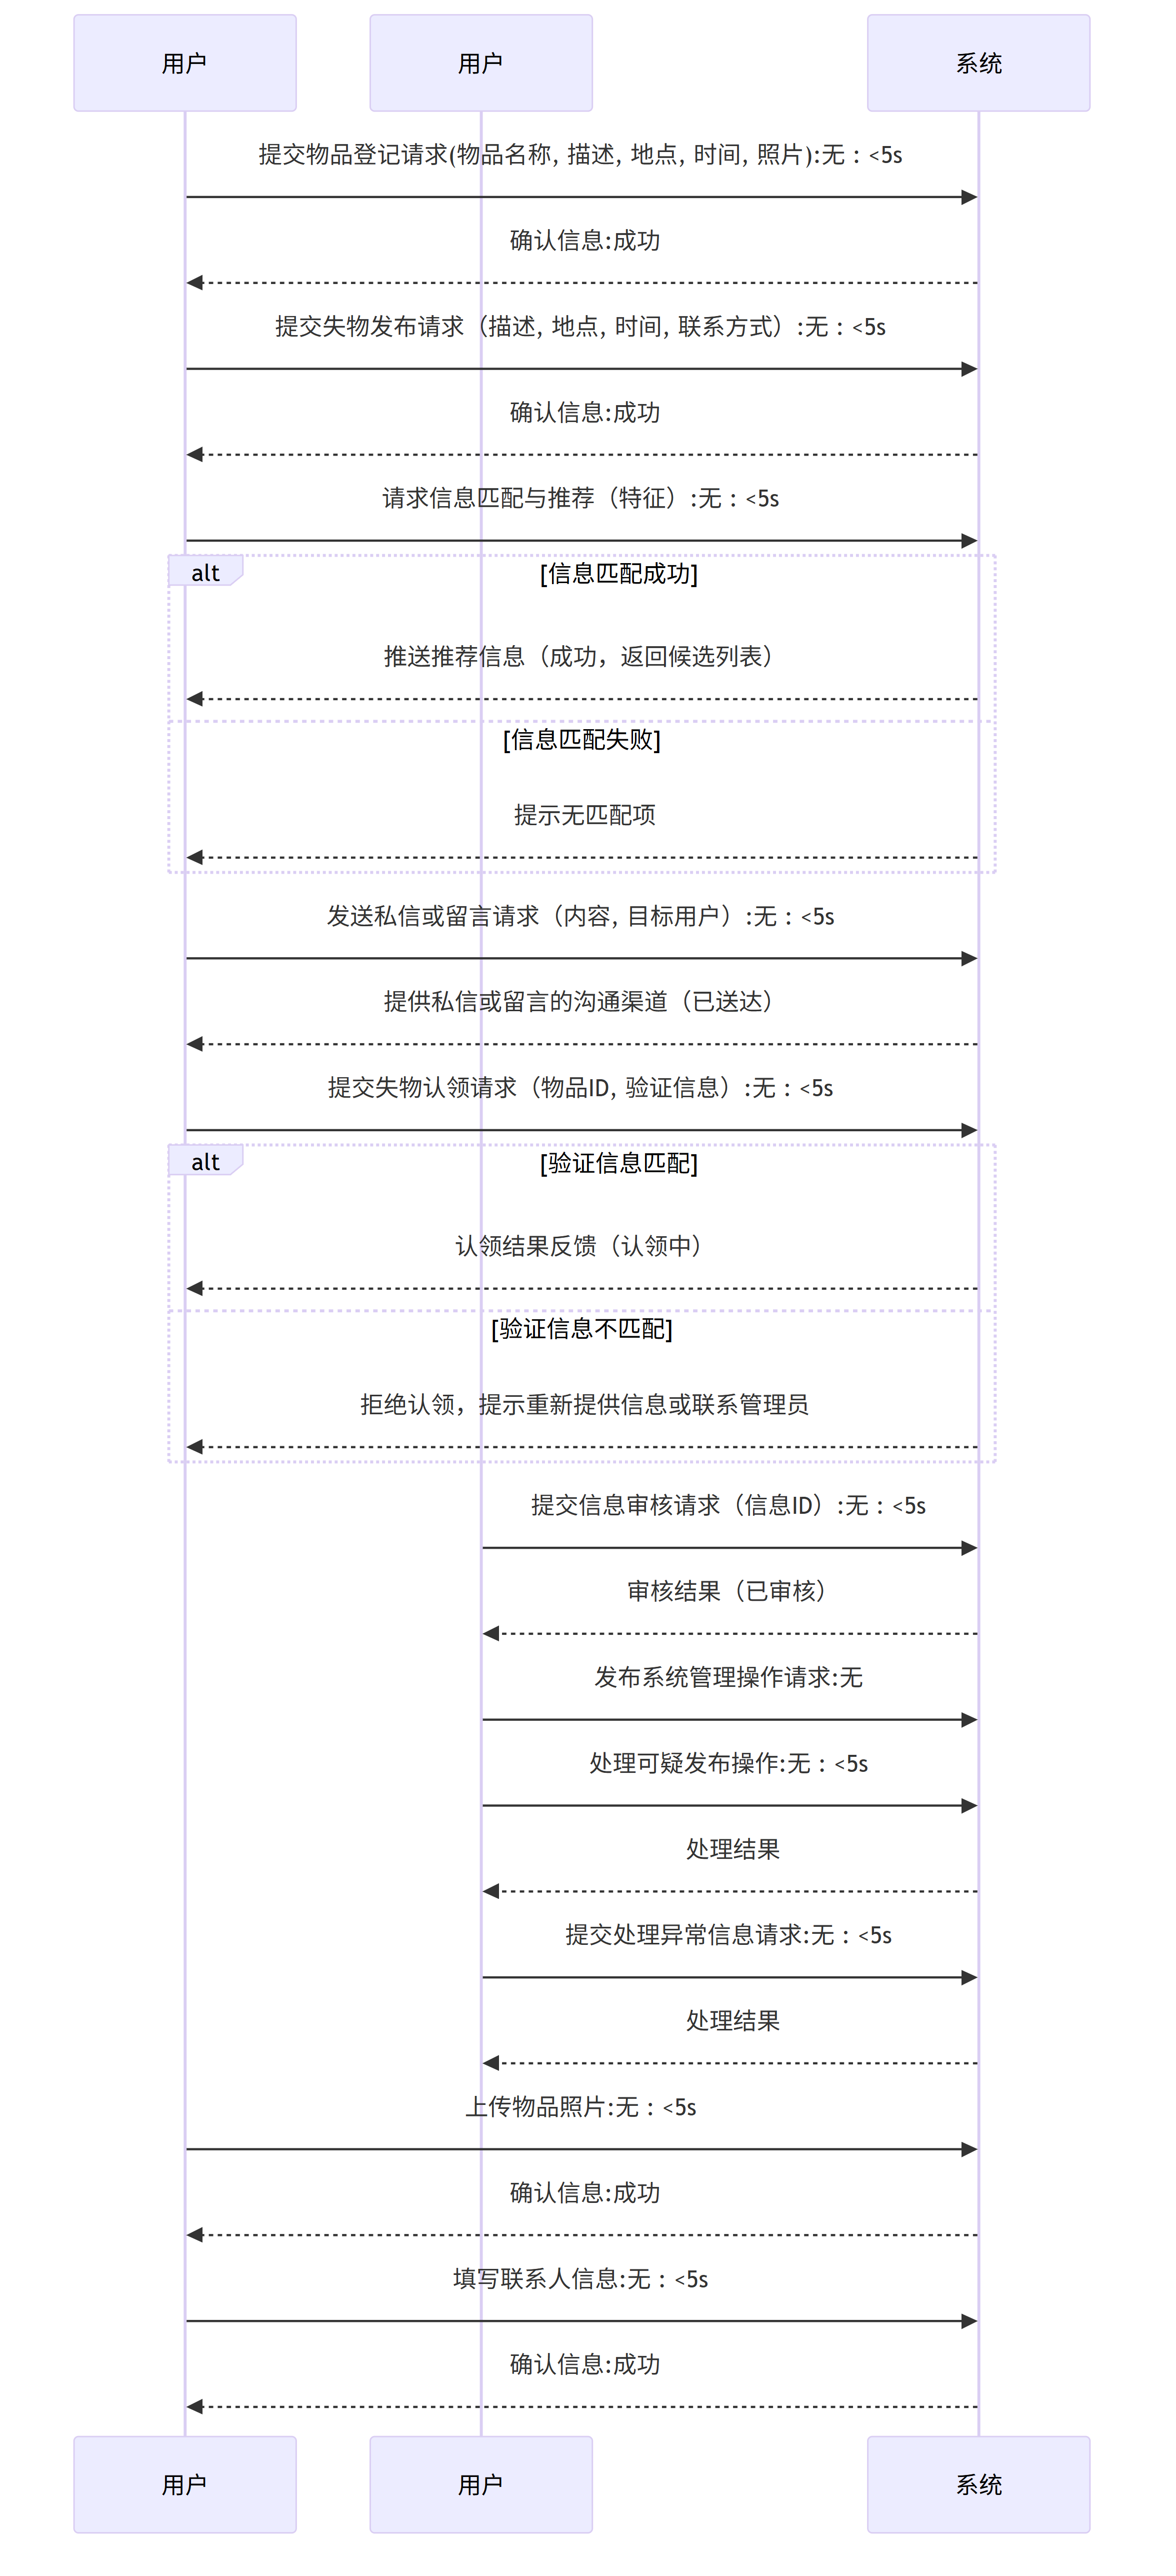 用户
用户
系统
提交物品登记请求(物品名称, 描述, 地点, 时间, 照片):无 : <5s
确认信息:成功
提交失物发布请求（描述, 地点, 时间, 联系方式）:无 : <5s
确认信息:成功
请求信息匹配与推荐（特征）:无 : <5s
alt
[信息匹配成功]
推送推荐信息（成功，返回候选列表）
[信息匹配失败]
提示无匹配项
发送私信或留言请求（内容, 目标用户）:无 : <5s
提供私信或留言的沟通渠道（已送达）
提交失物认领请求（物品ID, 验证信息）:无 : <5s
alt
[验证信息匹配]
认领结果反馈（认领中）
[验证信息不匹配]
拒绝认领，提示重新提供信息或联系管理员
提交信息审核请求（信息ID）:无 : <5s
审核结果（已审核）
发布系统管理操作请求:无
处理可疑发布操作:无 : <5s
处理结果
提交处理异常信息请求:无 : <5s
处理结果
上传物品照片:无 : <5s
确认信息:成功
填写联系人信息:无 : <5s
确认信息:成功
用户
用户
系统